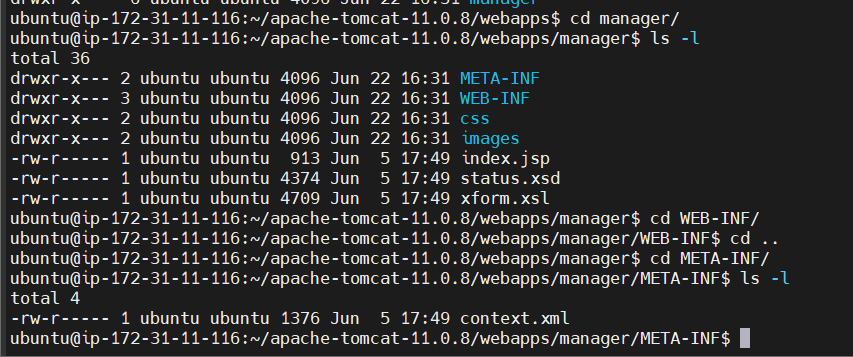 ubuntu@ip-172-31-11-116:~/apache-tomcat-11.0.8/webapps$ cd manager/
ubuntu@ip-172-31-11-116:~/apache-tomcat-11.0.8/webapps/manager$ ls -l
total 36
drwxr-x--- 2 ubuntu ubuntu 4096 Jun 22 16:31 META-INF
drwxr-x--- 3 ubuntu ubuntu 4096 Jun 22 16:31 WEB-INF
drwxr-x--- 2 ubuntu ubuntu 4096 Jun 22 16:31 css
drwxr-x--- 2 ubuntu ubuntu 4096 Jun 22 16:31 images
-rw-r----- 1 ubuntu ubuntu  913 Jun  5 17:49 index.jsp
-rw-r----- 1 ubuntu ubuntu 4374 Jun  5 17:49 status.xsd
-rw-r----- 1 ubuntu ubuntu 4709 Jun  5 17:49 xform.xsl
ubuntu@ip-172-31-11-116:~/apache-tomcat-11.0.8/webapps/manager$ cd WEB-INF/
ubuntu@ip-172-31-11-116:~/apache-tomcat-11.0.8/webapps/manager/WEB-INF$ cd ..
ubuntu@ip-172-31-11-116:~/apache-tomcat-11.0.8/webapps/manager$ cd META-INF/
ubuntu@ip-172-31-11-116:~/apache-tomcat-11.0.8/webapps/manager/META-INF$ ls -l
total 4
-rw-r----- 1 ubuntu ubuntu 1376 Jun  5 17:49 context.xml
ubuntu@ip-172-31-11-116:~/apache-tomcat-11.0.8/webapps/manager/META-INF$